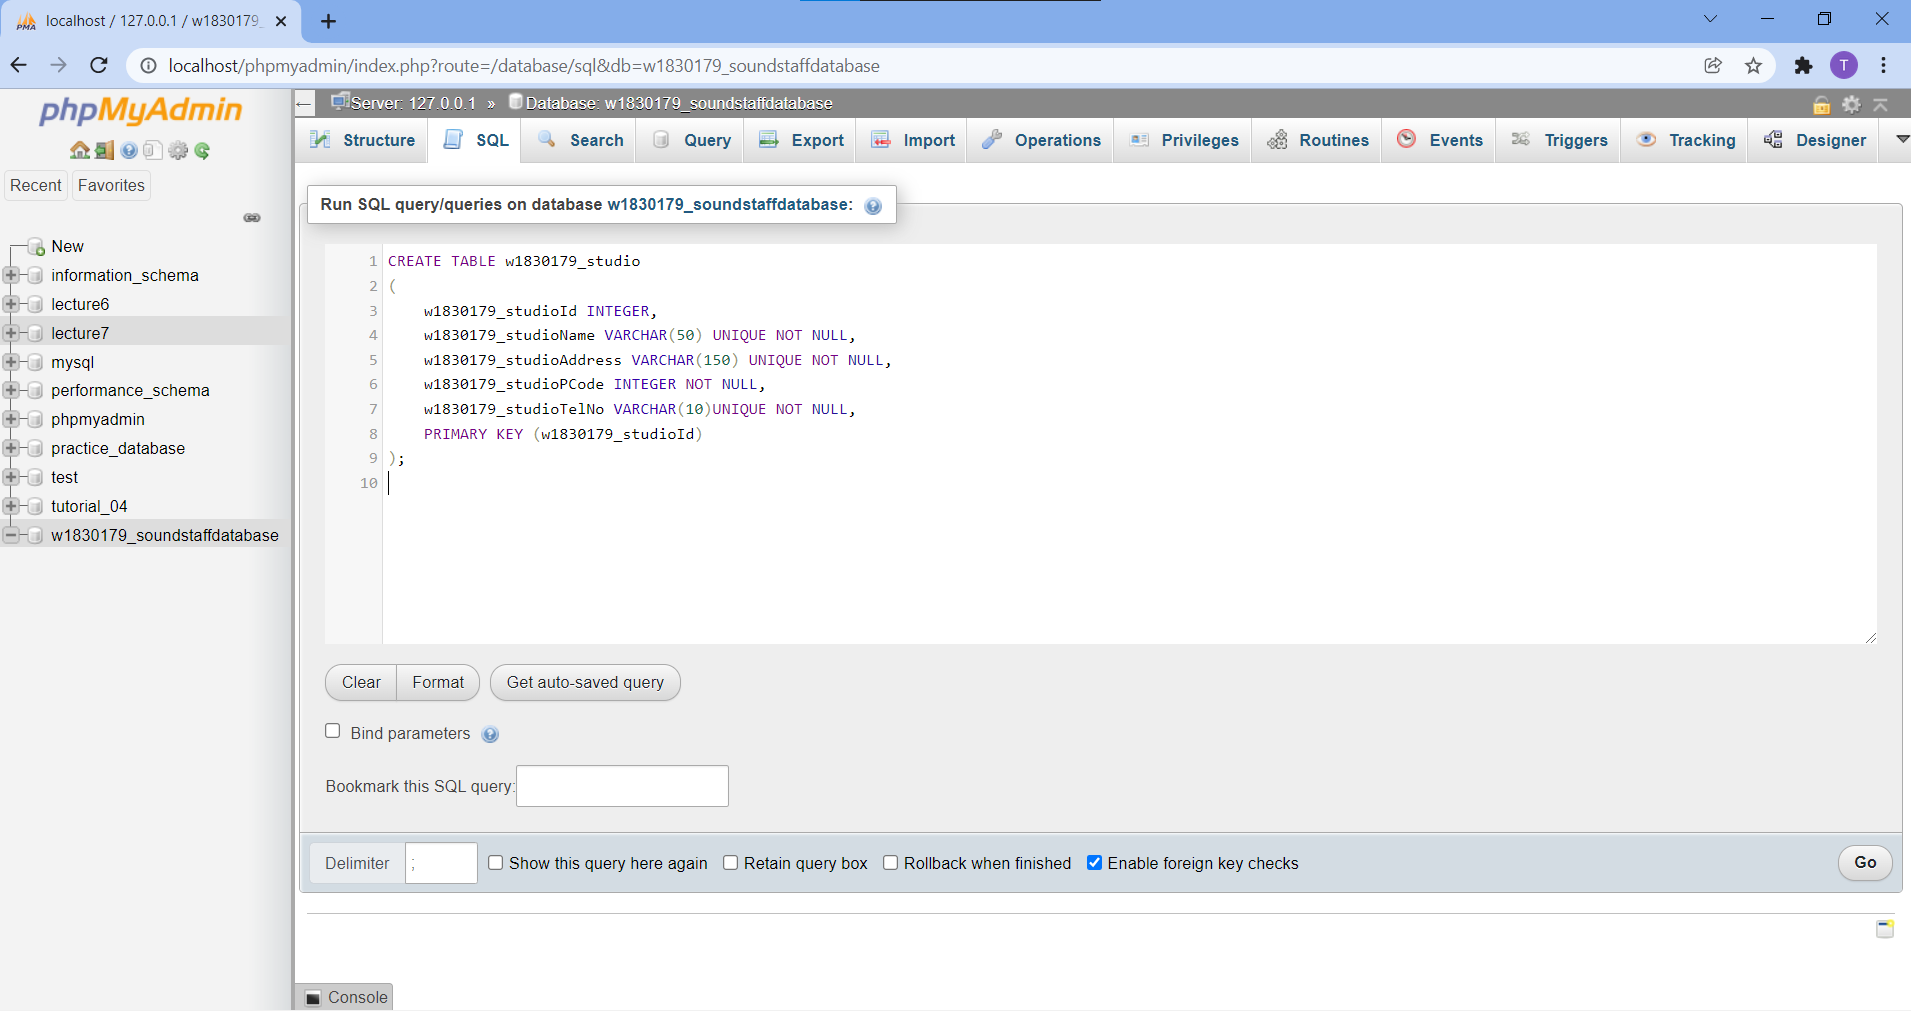 localhost / 127.0.0.1 / w1830179_
localhost/phpmyadmin/index.php?route=/database/sql&db=w1830179_soundstaffdatabase
T
phpMyAdmin
Recent
Favorites
New
information_schema
lecture6
lecture7
mysql
performance_schema
phpmyadmin
practice_database
test
tutorial_04
w1830179_soundstaffdatabase
Server: 127.0.0.1 » Database: w1830179_soundstaffdatabase
Structure
SQL
Search
Query
Export
Import
Operations
Privileges
Routines
Events
Triggers
Tracking
Designer
Run SQL query/queries on database w1830179_soundstaffdatabase:
1 CREATE TABLE w1830179_studio
2 (
3 w1830179_studioId INTEGER,
4 w1830179_studioName VARCHAR(50) UNIQUE NOT NULL,
5 w1830179_studioAddress VARCHAR(150) UNIQUE NOT NULL,
6 w1830179_studioPCode INTEGER NOT NULL,
7 w1830179_studioTelNo VARCHAR(10)UNIQUE NOT NULL,
8 PRIMARY KEY (w1830179_studioId)
9 );
10
Clear
Format
Get auto-saved query
Bind parameters
Bookmark this SQL query:
Delimiter
;
Show this query here again
Retain query box
Rollback when finished
Enable foreign key checks
Go
Console